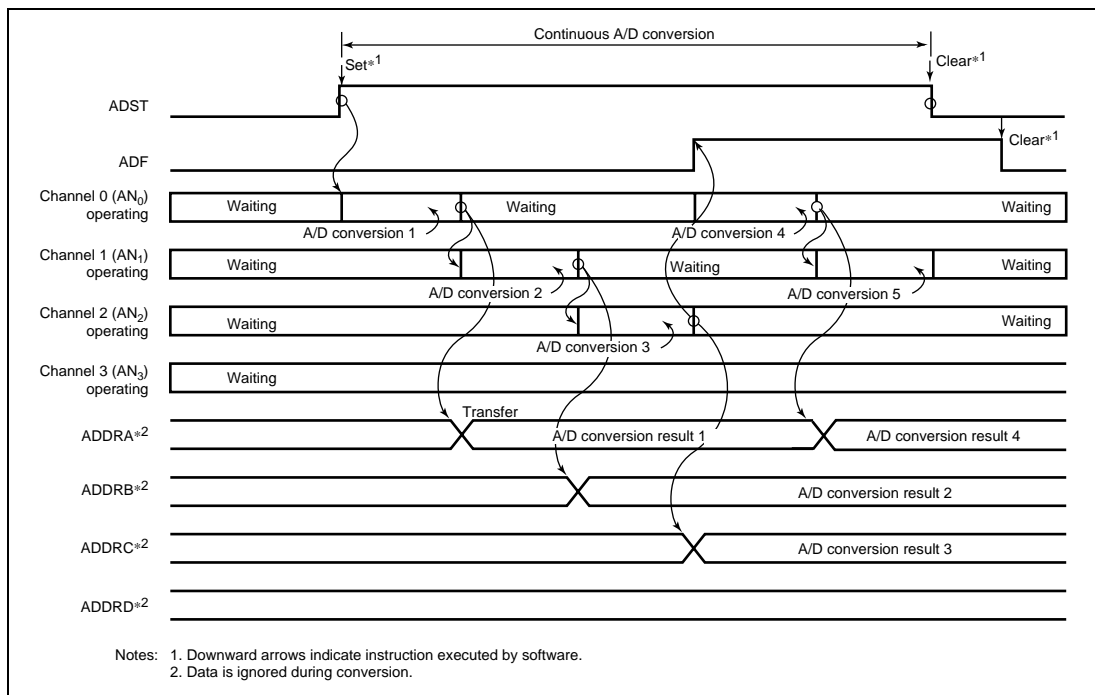 Continuous A/D conversion
Set*1
Clear*1
ADST
Clear*1
ADF
Channel 0 (AN0)
operating
Waiting
Waiting
Waiting
A/D conversion 1
A/D conversion 4
Channel 1 (AN1)
operating
Waiting
Waiting
Waiting
A/D conversion 2
A/D conversion 5
Channel 2 (AN2)
operating
Waiting
Waiting
A/D conversion 3
Channel 3 (AN3)
operating
Waiting
Transfer
ADDRA*2
A/D conversion result 1
A/D conversion result 4
ADDRB*2
A/D conversion result 2
ADDRC*2
A/D conversion result 3
ADDRD*2
Notes: 1. Downward arrows indicate instruction executed by software.
2. Data is ignored during conversion.